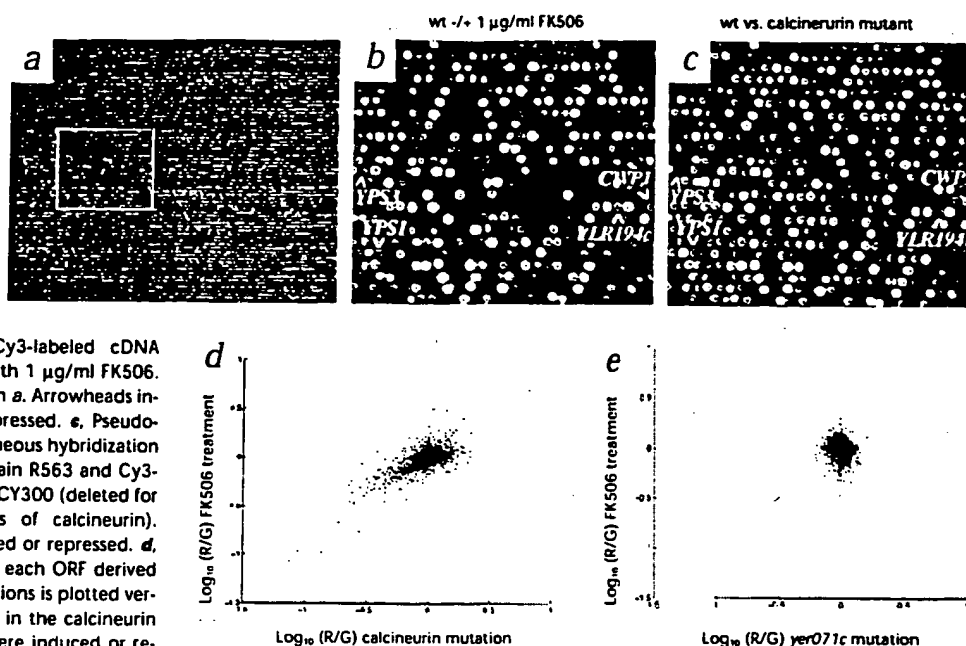 wt -/+ 1 µg/ml FK506
wt vs. calcinerurin mutant
a
b
c
CWP1
YPS3
YPS1
YLR194c
CWP
YPS3
YPS1
YLR194c
Cy3-labeled cDNA
th 1 µg/ml FK506.
n a. Arrowheads in-
pressed. c, Pseudo-
neous hybridization
ain R563 and Cy3-
CY300 (deleted for
s of calcineurin).
ed or repressed. d,
each ORF derived
ions is plotted ver-
in the calcineurin
ere induced or re-
d
Log₁₀ (R/G) FK506 treatment
Log₁₀ (R/G) calcineurin mutation
e
Log₁₀ (R/G) FK506 treatment
Log₁₀ (R/G) yer071c mutation